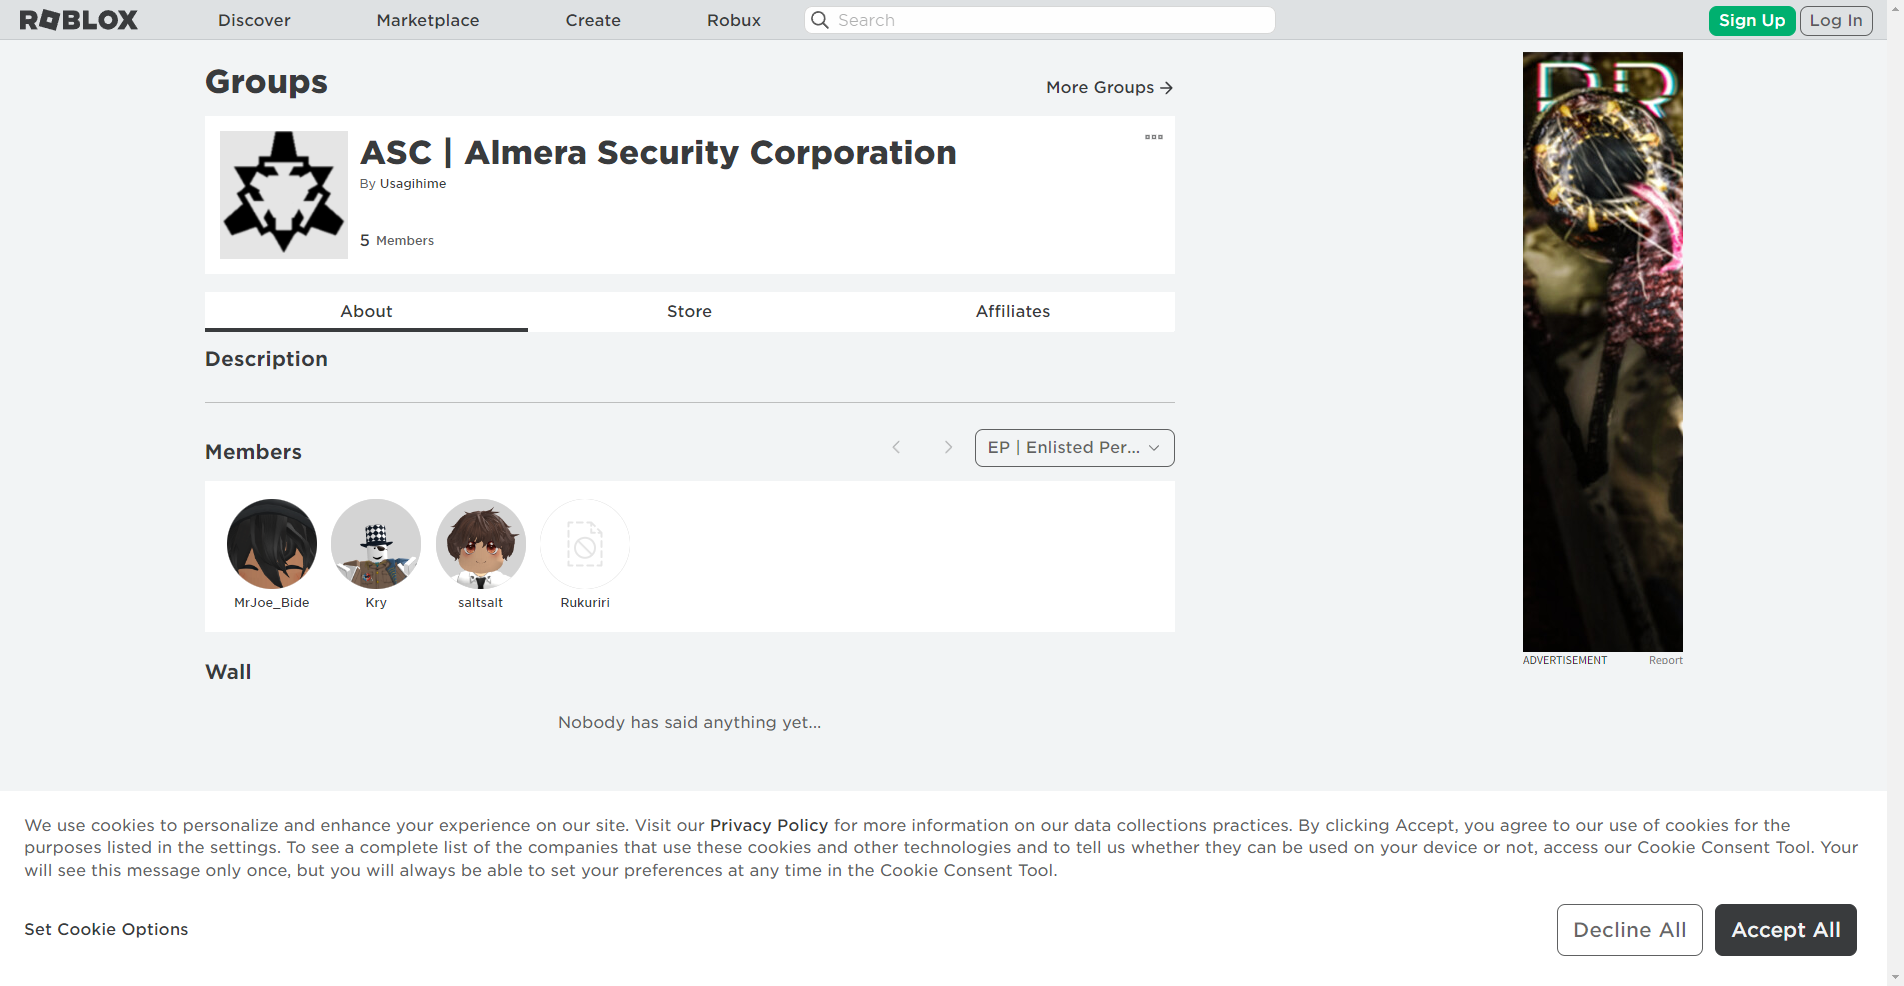 ROBLOX
Discover
Marketplace
Create
Robux
Search
Sign Up
Log In
Groups
More Groups
ASC | Almera Security Corporation
By Usagihime
5 Members
About
Store
Affiliates
Description
Members
EP | Enlisted Per...
MrJoe_Bide
Kry
saltsalt
Rukuriri
Wall
Nobody has said anything yet...
DR
ADVERTISEMENT
Report
We use cookies to personalize and enhance your experience on our site. Visit our Privacy Policy for more information on our data collections practices. By clicking Accept, you agree to our use of cookies for the
purposes listed in the settings. To see a complete list of the companies that use these cookies and other technologies and to tell us whether they can be used on your device or not, access our Cookie Consent Tool. Your
will see this message only once, but you will always be able to set your preferences at any time in the Cookie Consent Tool.
Set Cookie Options
Decline All
Accept All